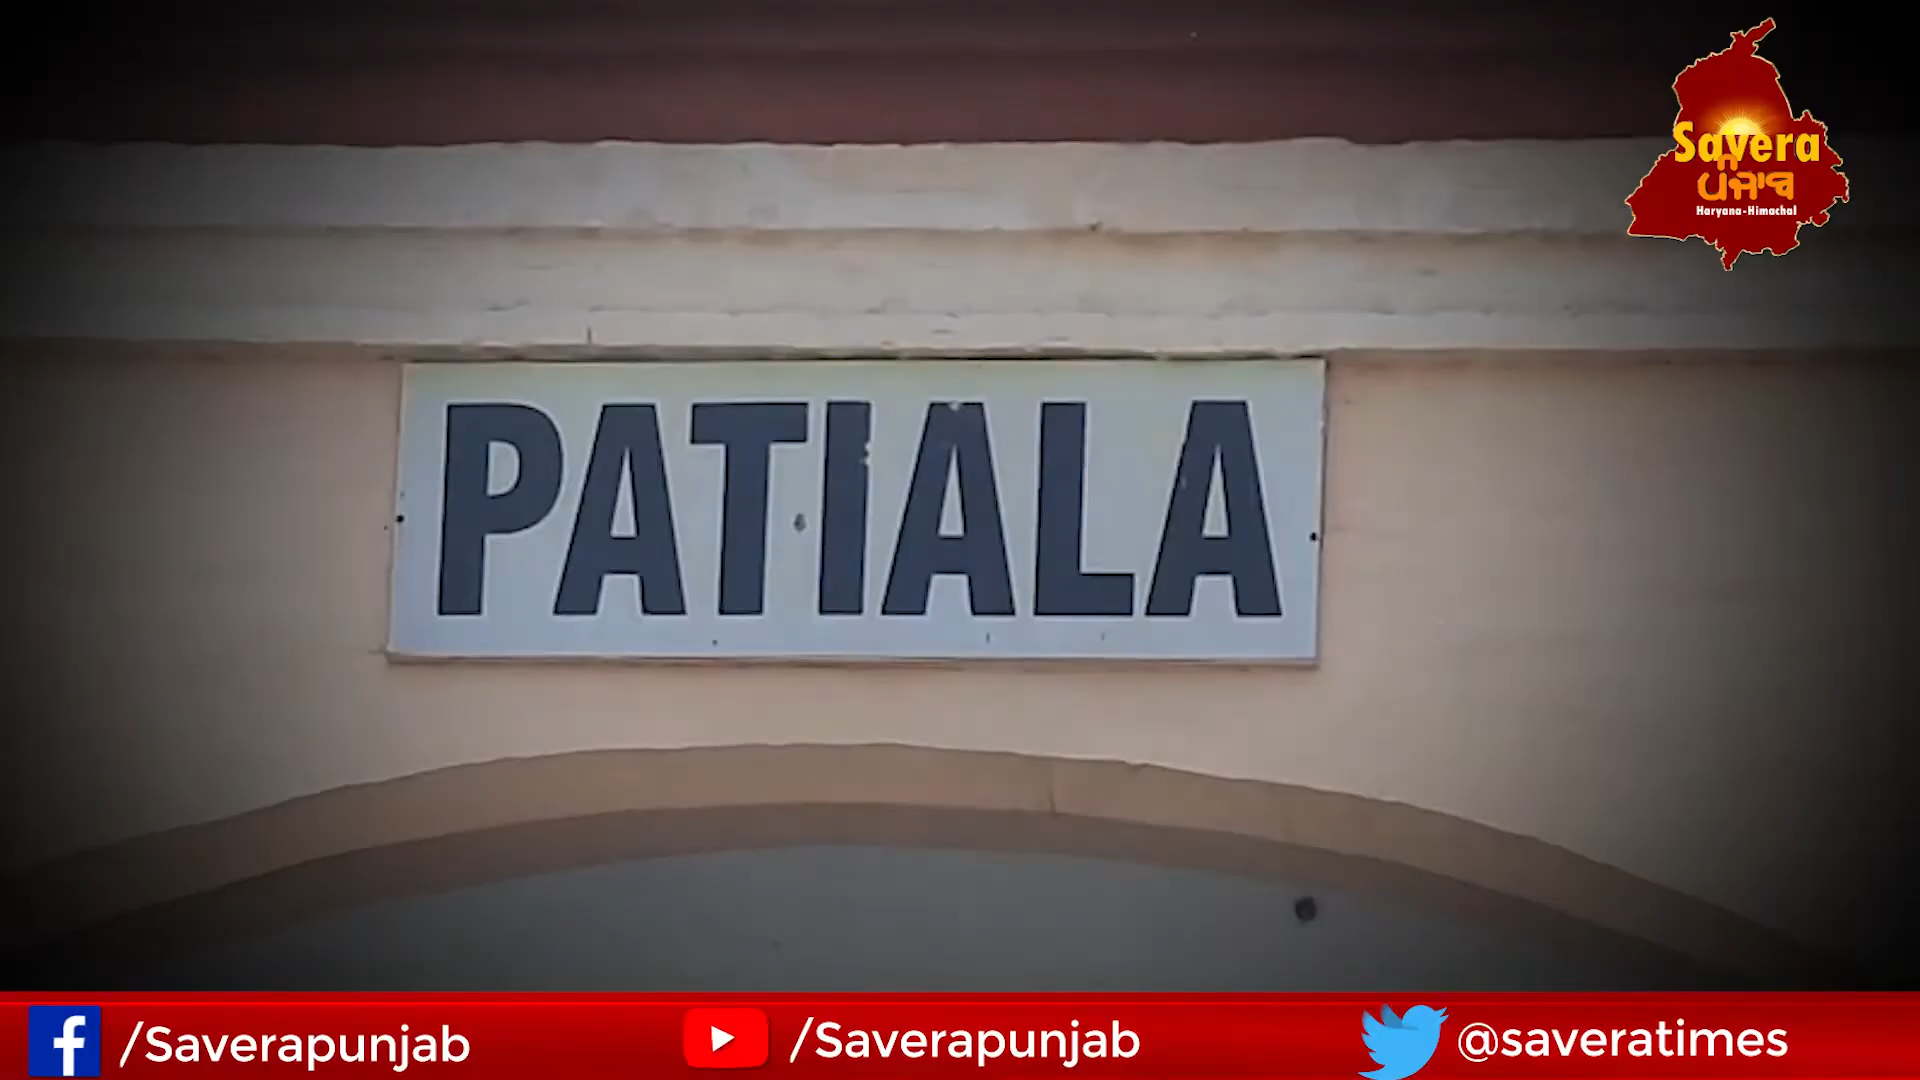 Savera
ਪੰਜਾਬ
Haryana-Himachal
PATIALA
/Saverapunjab
/Saverapunjab
@saveratimes